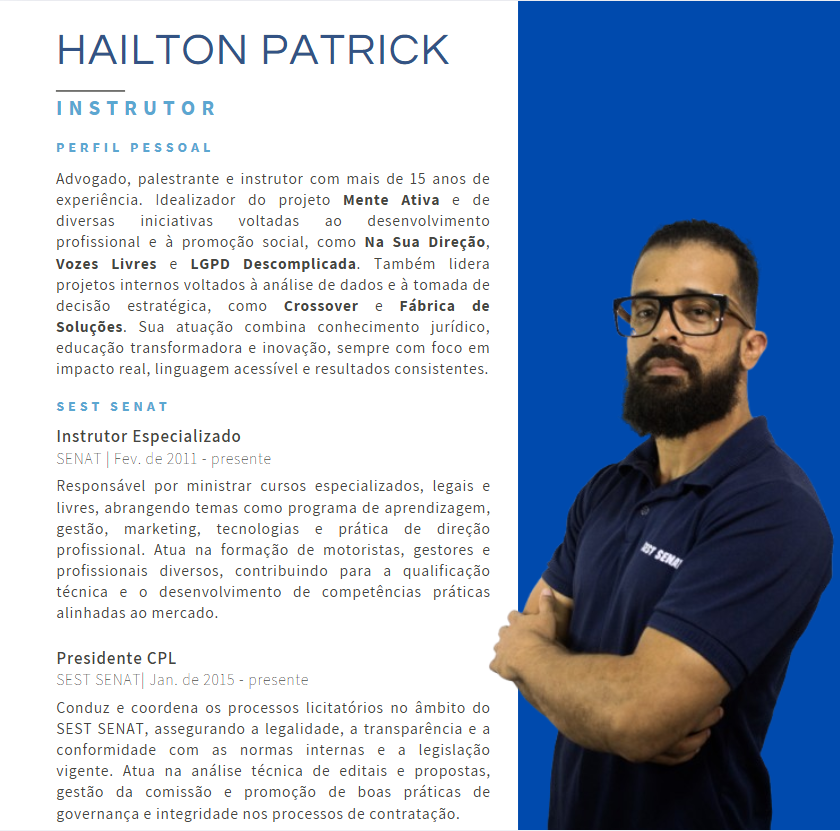 HAILTON PATRICK
INSTRUTOR
PERFIL PESSOAL
Advogado, palestrante e instrutor com mais de 15 anos de
experiência. Idealizador do projeto Mente Ativa e de
diversas iniciativas voltadas ao desenvolvimento
profissional e à promoção social, como Na Sua Direção,
Vozes Livres e LGPD Descomplicada. Também lidera
projetos internos voltados à análise de dados e à tomada de
decisão estratégica, como Crossover e Fábrica de
Soluções. Sua atuação combina conhecimento jurídico,
educação transformadora e inovação, sempre com foco em
impacto real, linguagem acessível e resultados consistentes.
SEST SENAT
Instrutor Especializado
SENAT | Fev. de 2011 - presente
Responsável por ministrar cursos especializados, legais e
livres, abrangendo temas como programa de aprendizagem,
gestão, marketing, tecnologias e prática de direção
profissional. Atua na formação de motoristas, gestores e
profissionais diversos, contribuindo para a qualificação
técnica e o desenvolvimento de competências práticas
alinhadas ao mercado.
Presidente CPL
SEST SENAT| Jan. de 2015 - presente
Conduz e coordena os processos licitatórios no âmbito do
SEST SENAT, assegurando a legalidade, a transparência e a
conformidade com as normas internas e a legislação
vigente. Atua na análise técnica de editais e propostas,
gestão da comissão e promoção de boas práticas de
governança e integridade nos processos de contratação.
SEST SENAT